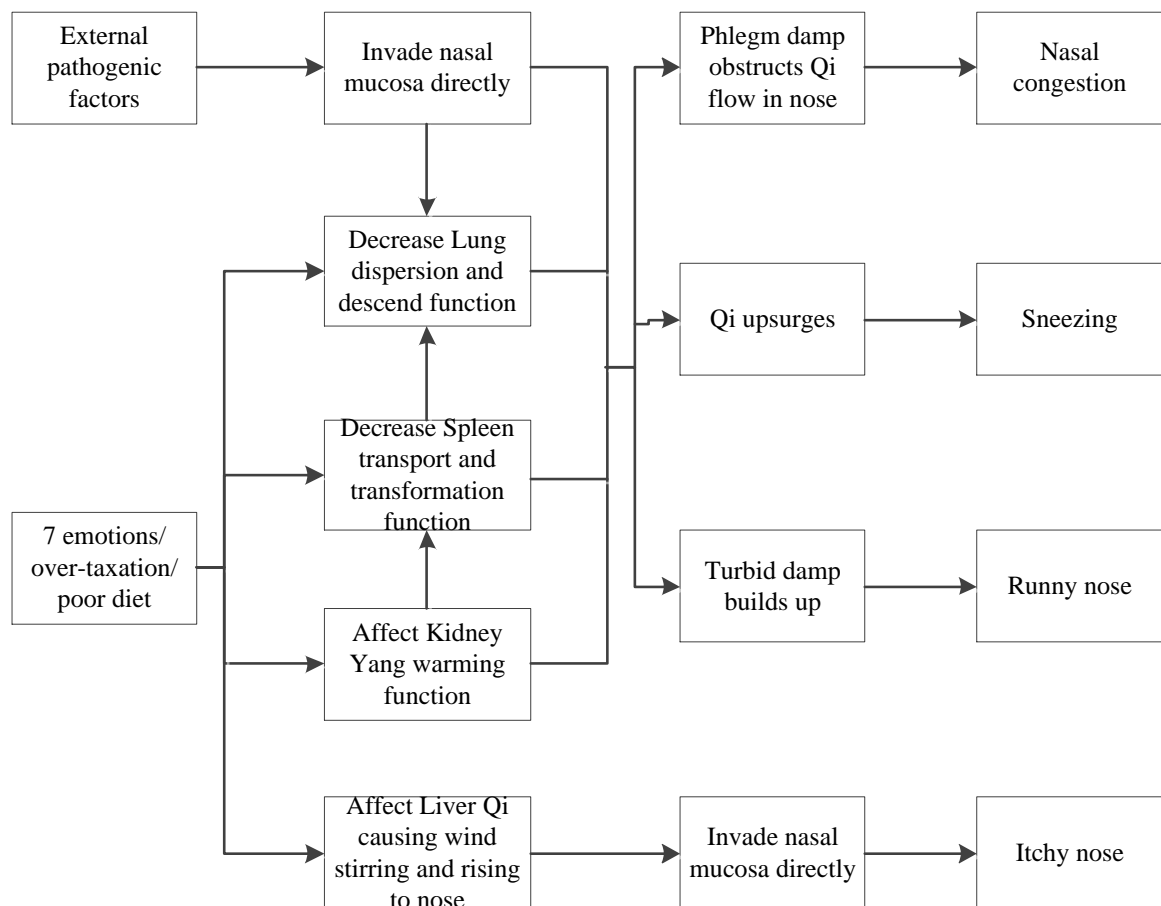 External
pathogenic
factors
Invade nasal
mucosa directly
Phlegm damp
obstructs Qi
flow in nose
Nasal
congestion
Decrease Lung
dispersion and
descend function
Qi upsurges
Sneezing
Decrease Spleen
transport and
transformation
function
7 emotions/
over-taxation/
poor diet
Turbid damp
builds up
Runny nose
Affect Kidney
Yang warming
function
Affect Liver Qi
causing wind
stirring and rising
to nose
Invade nasal
mucosa directly
Itchy nose